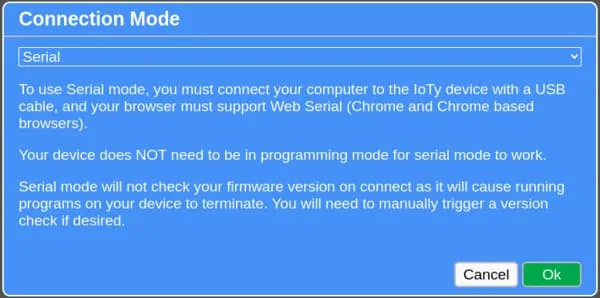 Connection Mode
Serial
To use Serial mode, you must connect your computer to the IoTy device with a USB
cable, and your browser must support Web Serial (Chrome and Chrome based
browsers).
Your device does NOT need to be in programming mode for serial mode to work.
Serial mode will not check your firmware version on connect as it will cause running
programs on your device to terminate. You will need to manually trigger a version
check if desired.
Cancel Ok